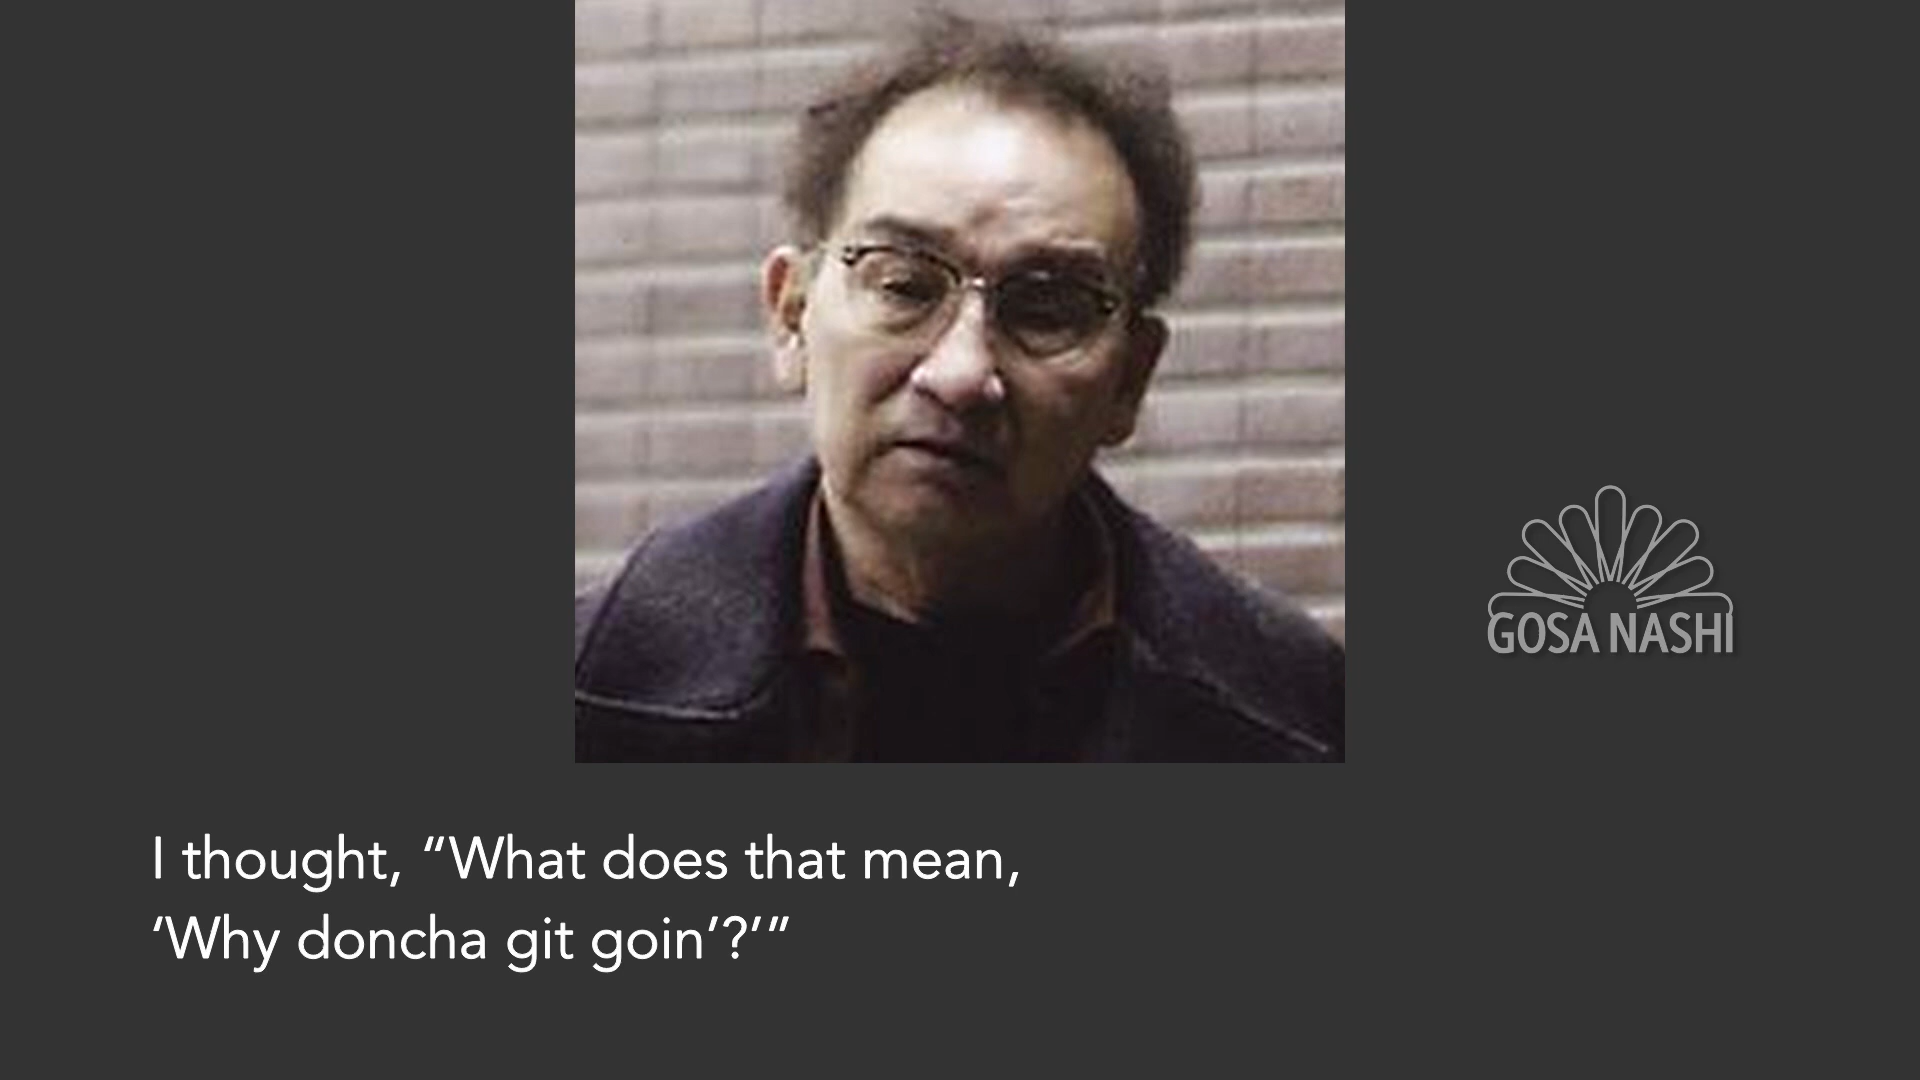 GOSA NASHI
I thought, “What does that mean,
‘Why doncha git goin’?’”